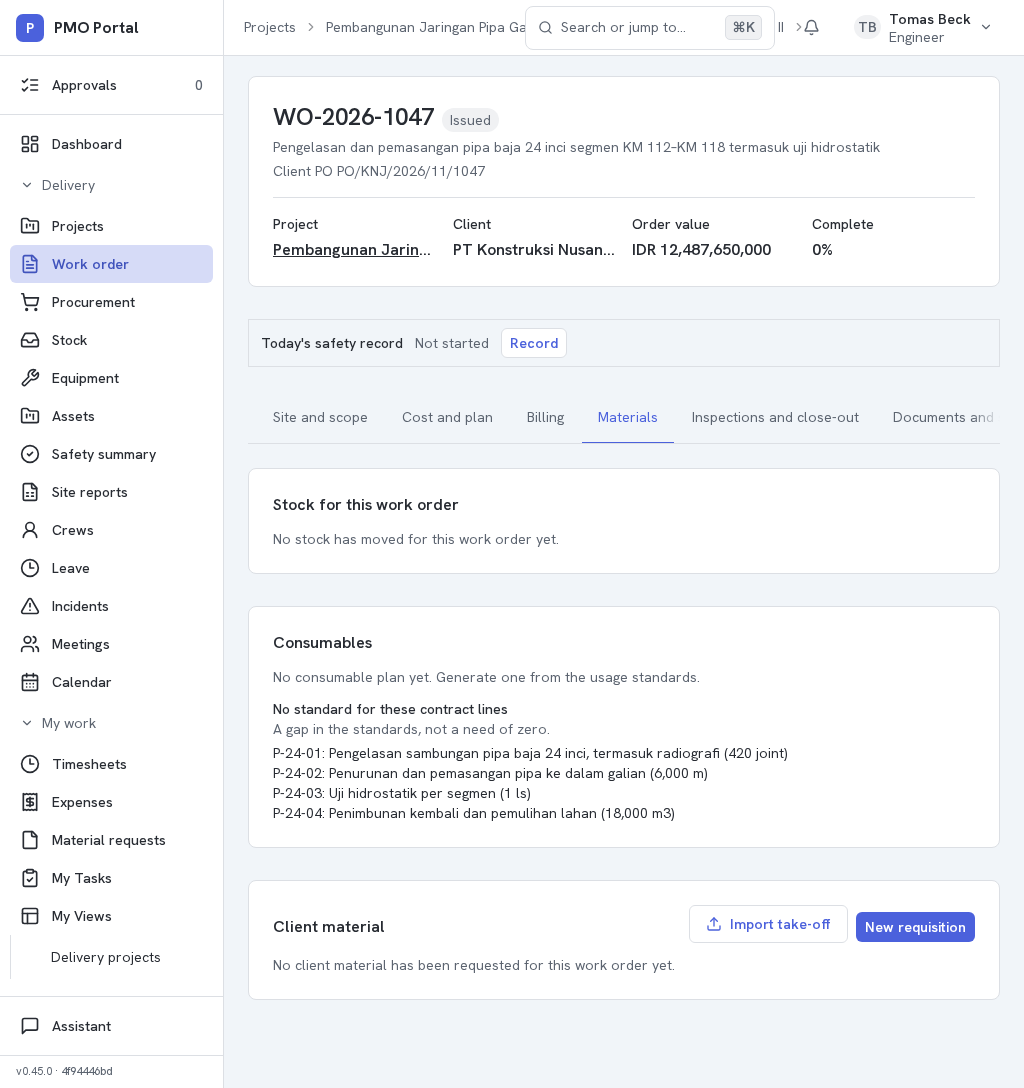 P PMO Portal
Projects > Pembangunan Jaringan Pipa Ga
Search or jump to... ⌘K
II >
TB Tomas Beck
Engineer
Approvals 0
Dashboard
Delivery
Projects
Work order
Procurement
Stock
Equipment
Assets
Safety summary
Site reports
Crews
Leave
Incidents
Meetings
Calendar
My work
Timesheets
Expenses
Material requests
My Tasks
My Views
Delivery projects
Assistant
v0.45.0 · 4f94446bd
WO-2026-1047 Issued
Pengelasan dan pemasangan pipa baja 24 inci segmen KM 112–KM 118 termasuk uji hidrostatik
Client PO PO/KNJ/2026/11/1047
Project Client Order value Complete
Pembangunan Jarin... PT Konstruksi Nusan... IDR 12,487,650,000 0%
Today's safety record Not started Record
Site and scope Cost and plan Billing Materials Inspections and close-out Documents and
Stock for this work order
No stock has moved for this work order yet.
Consumables
No consumable plan yet. Generate one from the usage standards.
No standard for these contract lines
A gap in the standards, not a need of zero.
P-24-01: Pengelasan sambungan pipa baja 24 inci, termasuk radiografi (420 joint)
P-24-02: Penurunan dan pemasangan pipa ke dalam galian (6,000 m)
P-24-03: Uji hidrostatik per segmen (1 ls)
P-24-04: Penimbunan kembali dan pemulihan lahan (18,000 m3)
Client material Import take-off New requisition
No client material has been requested for this work order yet.